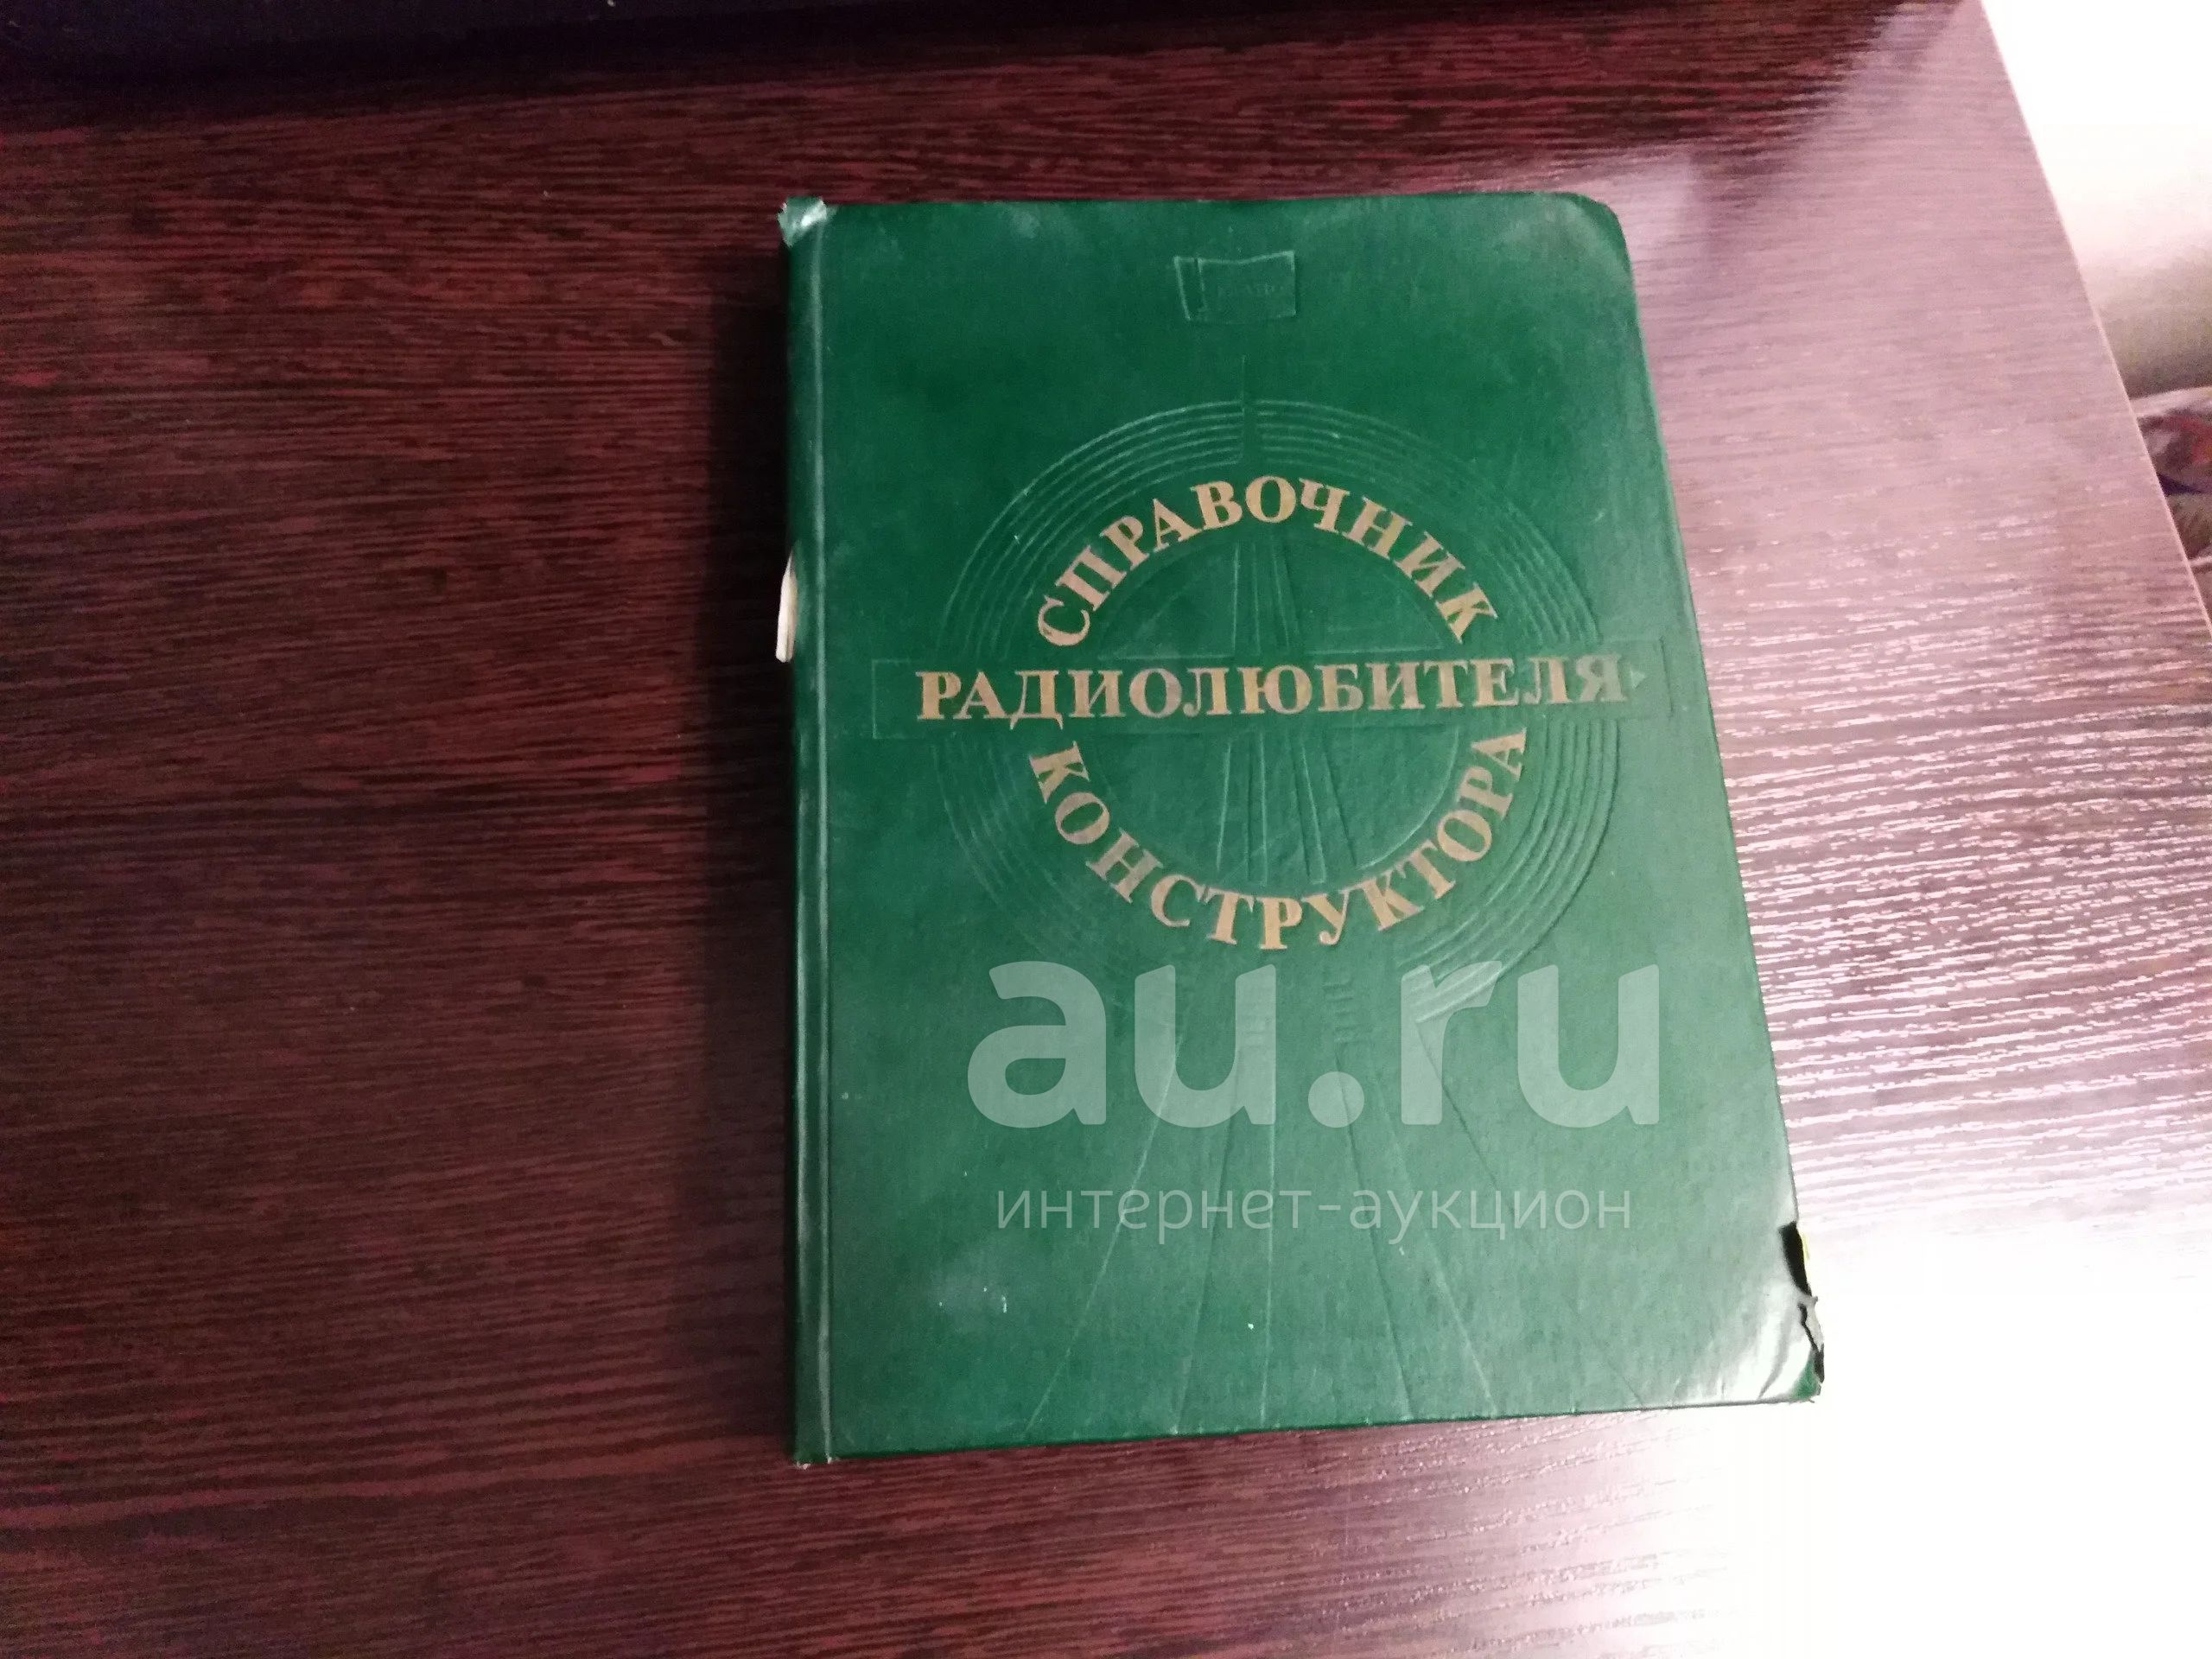 СПРАВОЧНИК
РАДИОЛЮБИТЕЛЯ
КОНСТРУКТОРА
au.ru
интернет-аукцион